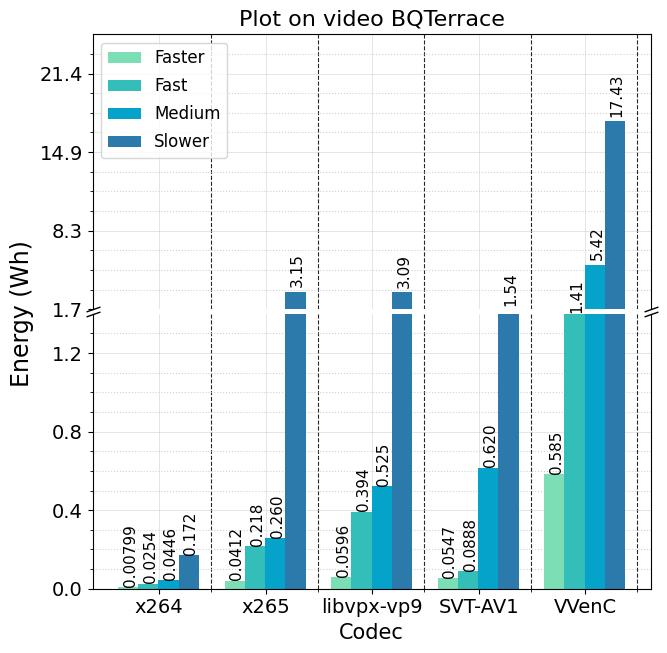 Plot on video BQTerrace
Faster
Fast
Medium
Slower
Energy (Wh)
21.4
14.9
8.3
1.7
1.2
0.8
0.4
0.0
0.00799
0.0254
0.0446
0.172
0.0412
0.218
0.260
3.15
0.0596
0.394
0.525
3.09
0.0547
0.0888
0.620
1.54
0.585
1.41
5.42
17.43
x264
x265
libvpx-vp9
SVT-AV1
VVenC
Codec